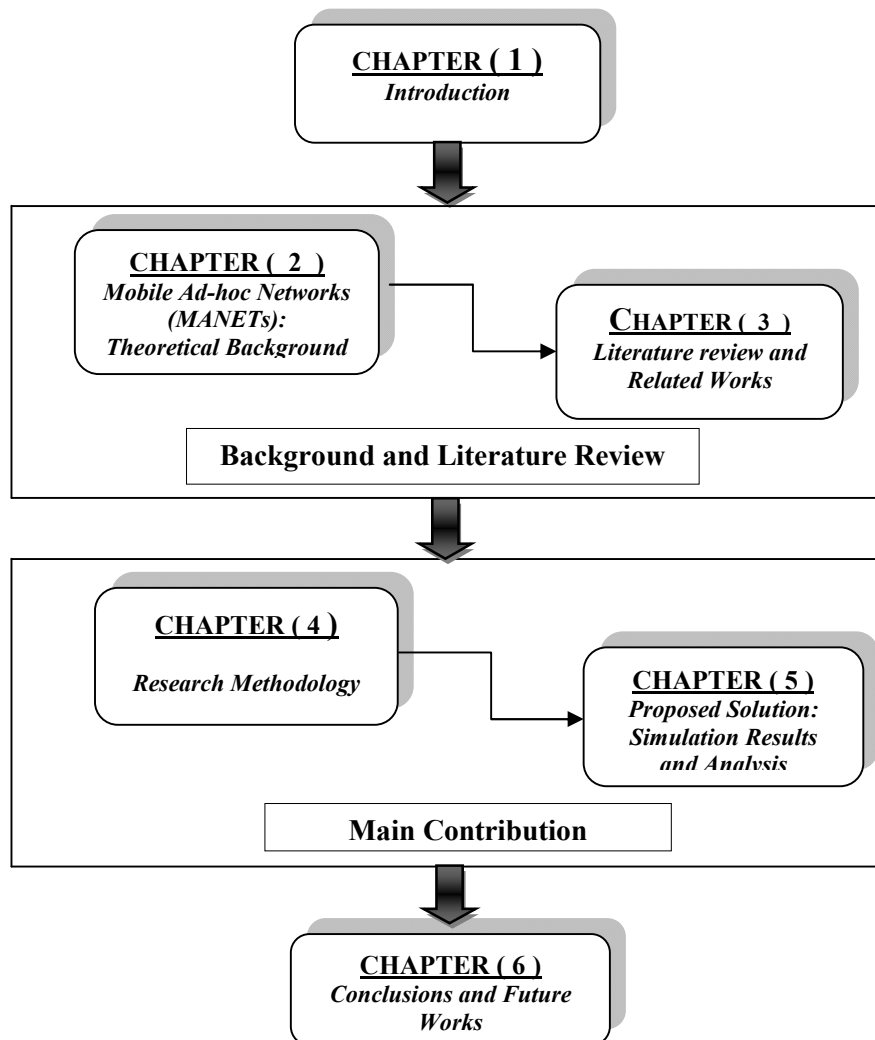 CHAPTER ( 1 )
Introduction
CHAPTER ( 2 )
Mobile Ad-hoc Networks
(MANETs):
Theoretical Background
CHAPTER ( 3 )
Literature review and
Related Works
Background and Literature Review
CHAPTER ( 4 )
Research Methodology
CHAPTER ( 5 )
Proposed Solution:
Simulation Results
and Analysis
Main Contribution
CHAPTER ( 6 )
Conclusions and Future
Works